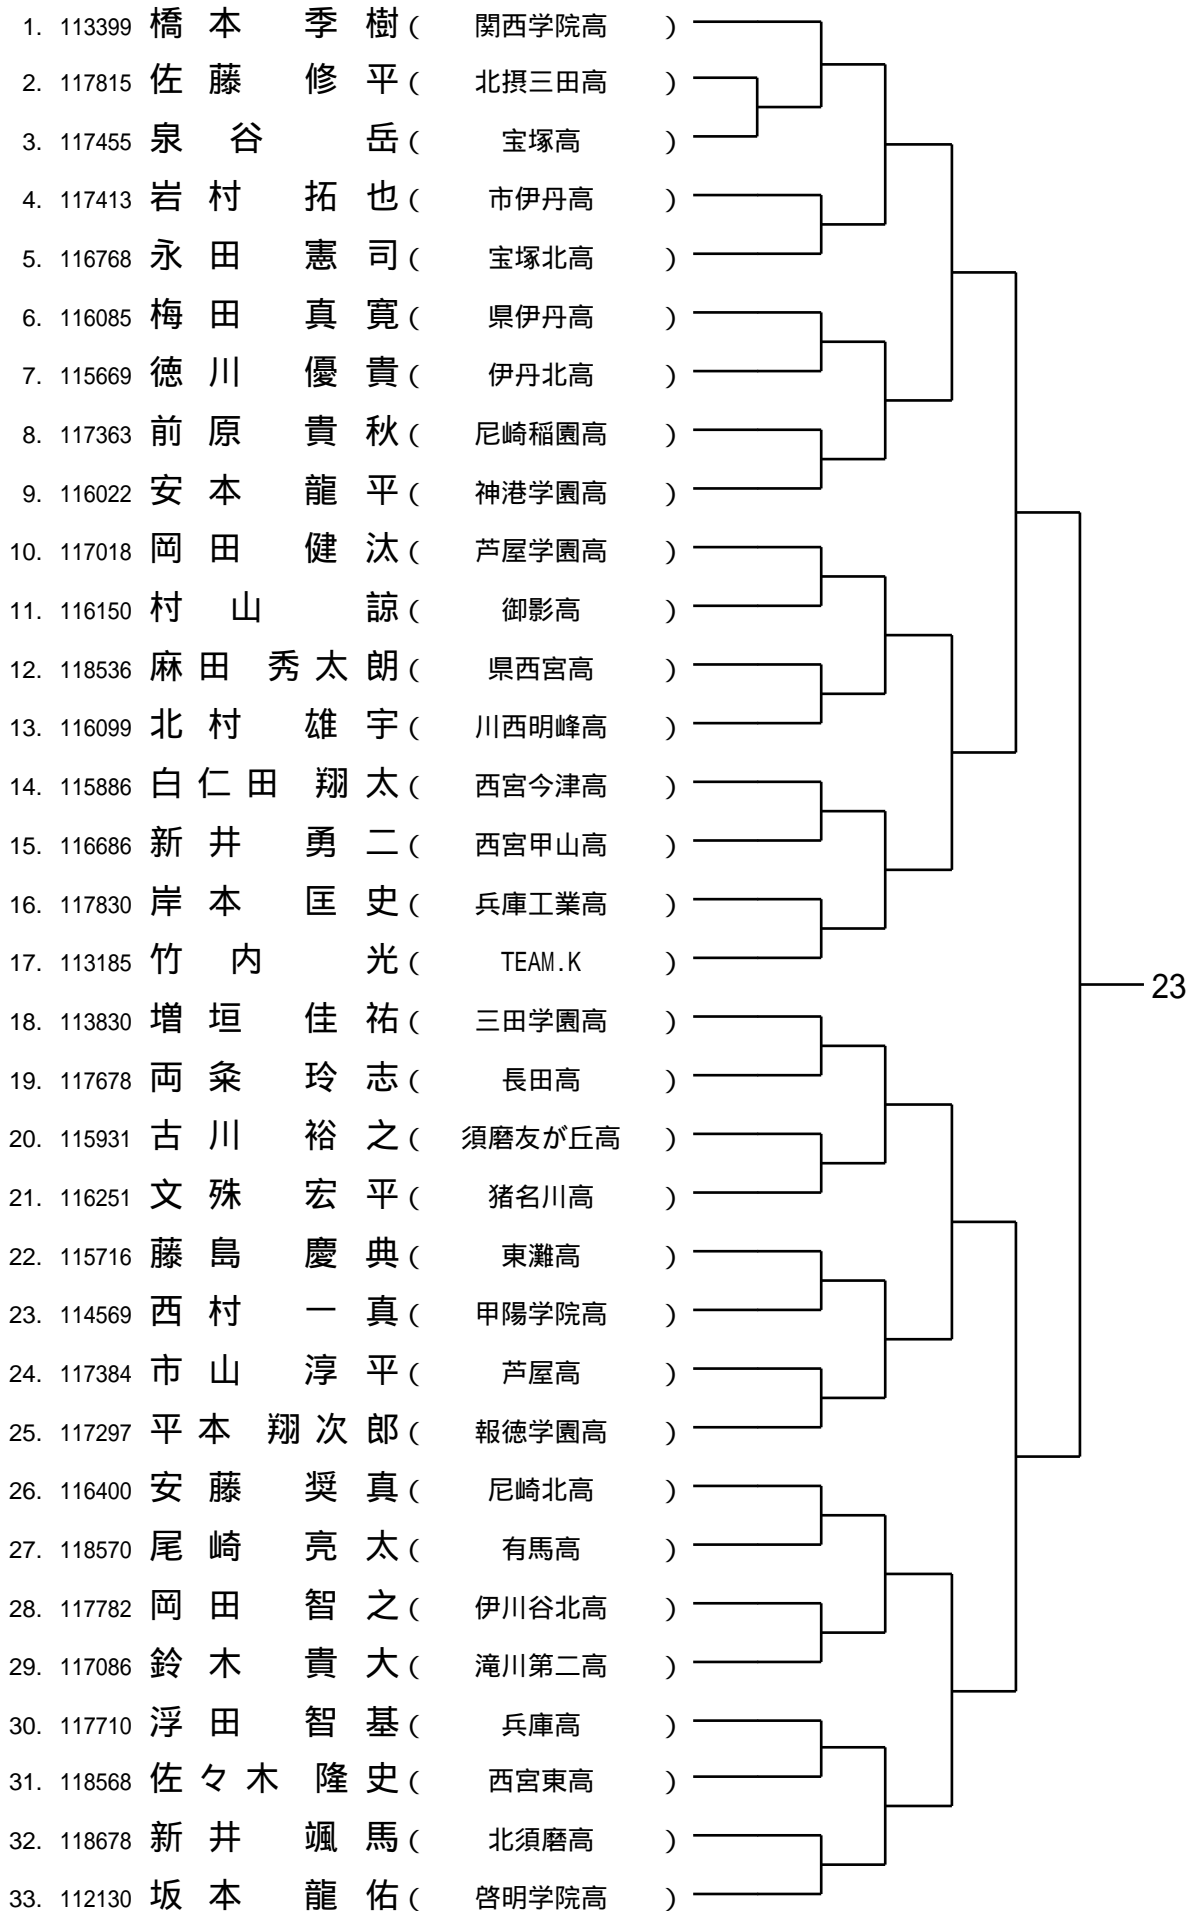 1. 113399 橋本 季樹 ( 関西学院高 )
2. 117815 佐藤 修平 ( 北摂三田高 )
3. 117455 泉谷 岳 ( 宝塚高 )
4. 117413 岩村 拓也 ( 市伊丹高 )
5. 116768 永田 憲司 ( 宝塚北高 )
6. 116085 梅田 真寛 ( 県伊丹高 )
7. 115669 徳川 優貴 ( 伊丹北高 )
8. 117363 前原 貴秋 ( 尼崎稲園高 )
9. 116022 安本 龍平 ( 神港学園高 )
10. 117018 岡田 健汰 ( 芦屋学園高 )
11. 116150 村山 諒 ( 御影高 )
12. 118536 麻田 秀太朗 ( 県西宮高 )
13. 116099 北村 雄宇 ( 川西明峰高 )
14. 115886 白仁田 翔太 ( 西宮今津高 )
15. 116686 新井 勇二 ( 西宮甲山高 )
16. 117830 岸本 匡史 ( 兵庫工業高 )
17. 113185 竹内 光 ( TEAM.K )
23
18. 113830 増垣 佳祐 ( 三田学園高 )
19. 117678 両粂 玲志 ( 長田高 )
20. 115931 古川 裕之 ( 須磨友が丘高 )
21. 116251 文殊 宏平 ( 猪名川高 )
22. 115716 藤島 慶典 ( 東灘高 )
23. 114569 西村 一真 ( 甲陽学院高 )
24. 117384 市山 淳平 ( 芦屋高 )
25. 117297 平本 翔次郎 ( 報徳学園高 )
26. 116400 安藤 奨真 ( 尼崎北高 )
27. 118570 尾崎 亮太 ( 有馬高 )
28. 117782 岡田 智之 ( 伊川谷北高 )
29. 117086 鈴木 貴大 ( 滝川第二高 )
30. 117710 浮田 智基 ( 兵庫高 )
31. 118568 佐々木 隆史 ( 西宮東高 )
32. 118678 新井 颯馬 ( 北須磨高 )
33. 112130 坂本 龍佑 ( 啓明学院高 )